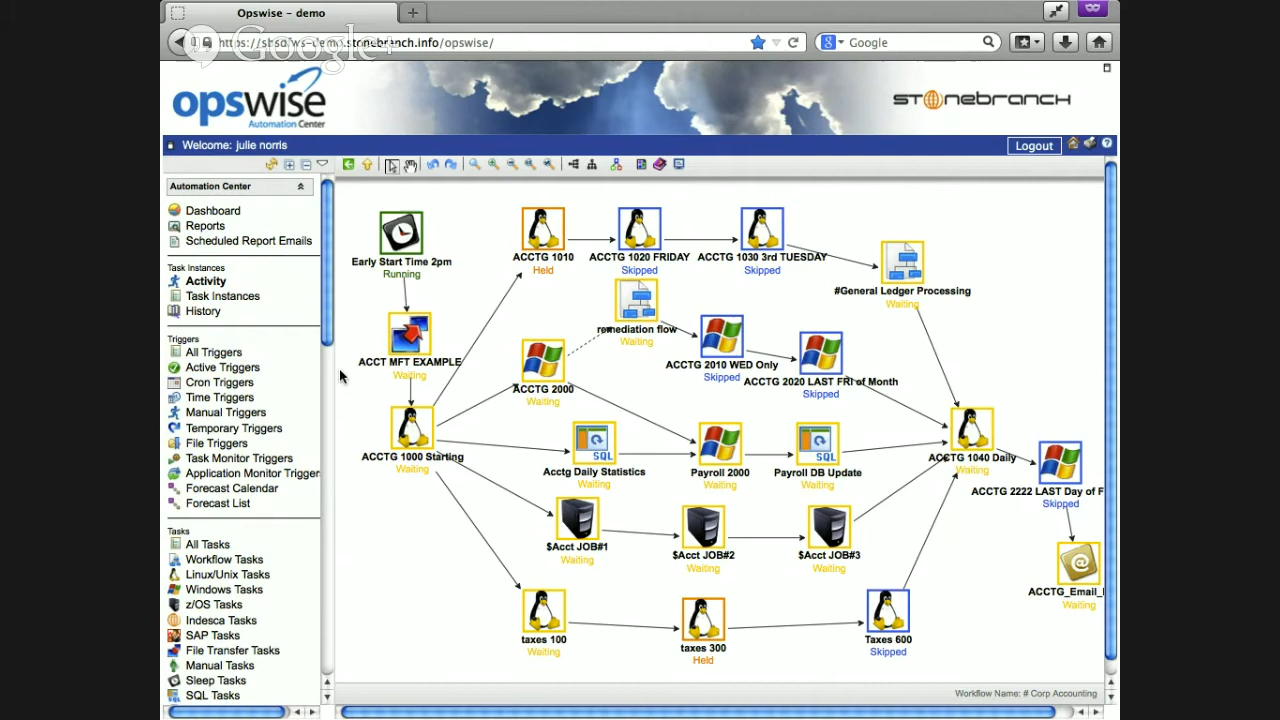 Opswise – demo
https://sbsd/ws-demo.stonebranch.info/opswise/
Google+
Google
opswise
Automation Center
STONEBRANCH
Welcome: julie norris
Logout
Automation Center
Dashboard
Reports
Scheduled Report Emails
Task Instances
Activity
Task Instances
History
Triggers
All Triggers
Active Triggers
Cron Triggers
Time Triggers
Manual Triggers
Temporary Triggers
File Triggers
Task Monitor Triggers
Application Monitor Trigger
Forecast Calendar
Forecast List
Tasks
All Tasks
Workflow Tasks
Linux/Unix Tasks
Windows Tasks
z/OS Tasks
Indesca Tasks
SAP Tasks
File Transfer Tasks
Manual Tasks
Sleep Tasks
SQL Tasks
Early Start Time 2pm
Running
ACCTG 1010
Held
ACCTG 1020 FRIDAY
Skipped
ACCTG 1030 3rd TUESDAY
Skipped
#General Ledger Processing
Waiting
remediation flow
Waiting
ACCT MFT EXAMPLE
Waiting
ACCTG 2000
Waiting
ACCTG 2010 WED Only
Skipped
ACCTG 2020 LAST FRI of Month
Skipped
ACCTG 1000 Starting
Waiting
SQL
Acctg Daily Statistics
Waiting
Payroll 2000
Waiting
SQL
Payroll DB Update
Waiting
ACCTG 1040 Daily
Waiting
ACCTG 2222 LAST Day of F
Skipped
$Acct JOB#1
Waiting
$Acct JOB#2
Waiting
$Acct JOB#3
Waiting
ACCTG_Email_
Waiting
taxes 100
Waiting
taxes 300
Held
Taxes 600
Skipped
Workflow Name: # Corp Accounting